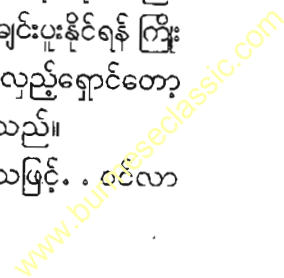 ချင်းပူးနိုင်ရန် ကြိုး
လှည့်ရှောင်တော့
သည်။
သဖြင့်. . ဝင်လာ
www.burmeseclassic.com